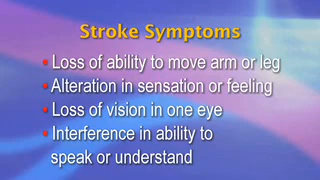 Stroke Symptoms
• Loss of ability to move arm or leg
• Alteration in sensation or feeling
• Loss of vision in one eye
• Interference in ability to
speak or understand